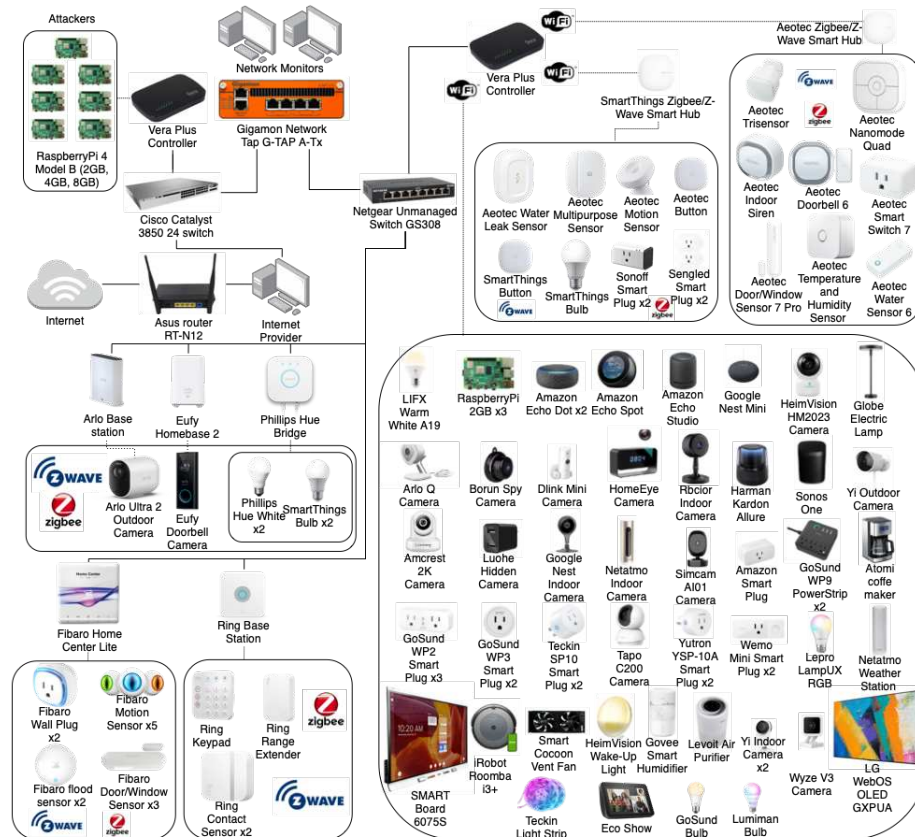 Attackers
RaspberryPi 4
Model B (2GB,
4GB, 8GB)
Vera Plus
Controller
Network Monitors
Gigamon Network
Tap G-TAP A-Tx
Cisco Catalyst
3850 24 switch
Netgear Unmanaged
Switch GS308
Internet
Asus router
RT-N12
Internet
Provider
Vera Plus
Controller
WiFi
WiFi
WiFi
SmartThings Zigbee/Z-
Wave Smart Hub
Aeotec Zigbee/Z-
Wave Smart Hub
Aeotec Water
Leak Sensor
Aeotec
Multipurpose
Sensor
Aeotec
Motion
Sensor
Aeotec
Button
SmartThings
Button
SmartThings
Bulb
Sonoff
Smart
Plug x2
Sengled
Smart
Plug x2
Z WAVE
zigbee
Aeotec
Trisensor
Z WAVE
zigbee
Aeotec
Nanomode
Quad
Aeotec
Indoor
Siren
Aeotec
Doorbell 6
Aeotec
Smart
Switch 7
Aeotec
Door/Window
Sensor 7 Pro
Aeotec
Temperature
and
Humidity
Sensor
Aeotec
Water
Sensor 6
Arlo Base
station
Eufy
Homebase 2
Phillips Hue
Bridge
Z WAVE
zigbee
Arlo Ultra 2
Outdoor
Camera
Eufy
Doorbell
Camera
Phillips
Hue White
x2
SmartThings
Bulb x2
Home Center
Fibaro Home
Center Lite
Ring Base
Station
Fibaro
Wall Plug
x2
Fibaro
Motion
Sensor x5
Fibaro flood
sensor x2
Fibaro
Door/Window
Sensor x3
Z WAVE
zigbee
Ring
Keypad
Ring
Range
Extender
zigbee
Ring
Contact
Sensor x2
Z WAVE
LIFX
Warm
White A19
RaspberryPi
2GB x3
Amazon
Echo Dot x2
Amazon
Echo Spot
Amazon
Echo
Studio
Google
Nest Mini
HeimVision
HM2023
Camera
Globe
Electric
Lamp
Arlo Q
Camera
Borun Spy
Camera
Dlink Mini
Camera
HomeEye
Camera
Rbcior
Indoor
Camera
Harman
Kardon
Allure
Sonos
One
Yi Outdoor
Camera
Amcrest
2K
Camera
Luohe
Hidden
Camera
Google
Nest
Indoor
Camera
Netatmo
Indoor
Camera
Simcam
AI01
Camera
Amazon
Smart
Plug
GoSund
WP9
PowerStrip
x2
Atomi
coffe
maker
GoSund
WP2
Smart
Plug x3
GoSund
WP3
Smart
Plug x2
Teckin
SP10
Smart
Plug x2
Tapo
C200
Camera
Yutron
YSP-10A
Smart
Plug x2
Wemo
Mini Smart
Plug x2
Lepro
LampUX
RGB
Netatmo
Weather
Station
10:20 AM
SMART
Board
6075S
iRobot
Roomba
i3+
Smart
Cocoon
Vent Fan
HeimVision
Wake-Up
Light
Govee
Smart
Humidifier
Levoit Air
Purifier
Yi Indoor
Camera
x2
Wyze V3
Camera
LG
WebOS
OLED
GXPUA
Teckin
Light Strip
Eco Show
GoSund
Bulb
Lumiman
Bulb